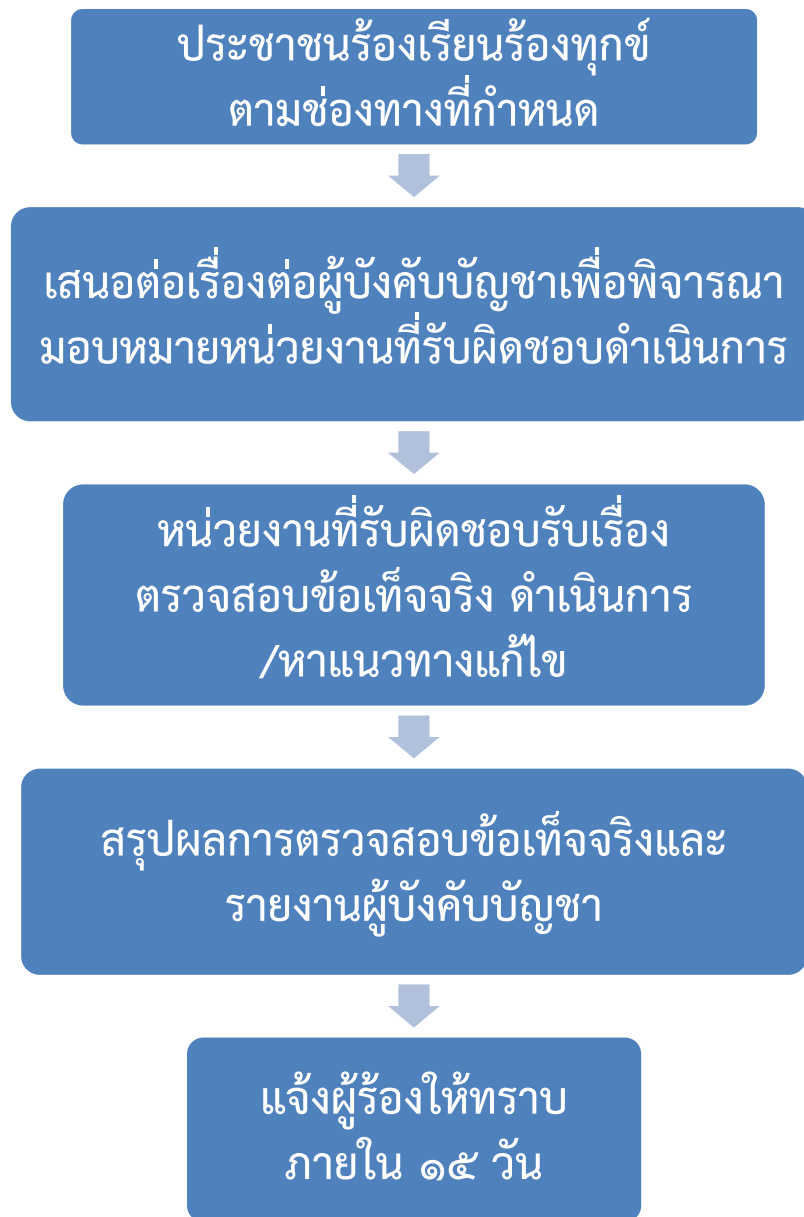 ประชาชนร้องเรียนร้องทุกข์
ตามช่องทางที่กำหนด
เสนอต่อเรื่องต่อผู้บังคับบัญชาเพื่อพิจารณา
มอบหมายหน่วยงานที่รับผิดชอบดำเนินการ
หน่วยงานที่รับผิดชอบรับเรื่อง
ตรวจสอบข้อเท็จจริง ดำเนินการ
/หาแนวทางแก้ไข
สรุปผลการตรวจสอบข้อเท็จจริงและ
รายงานผู้บังคับบัญชา
แจ้งผู้ร้องให้ทราบ
ภายใน ๑๕ วัน